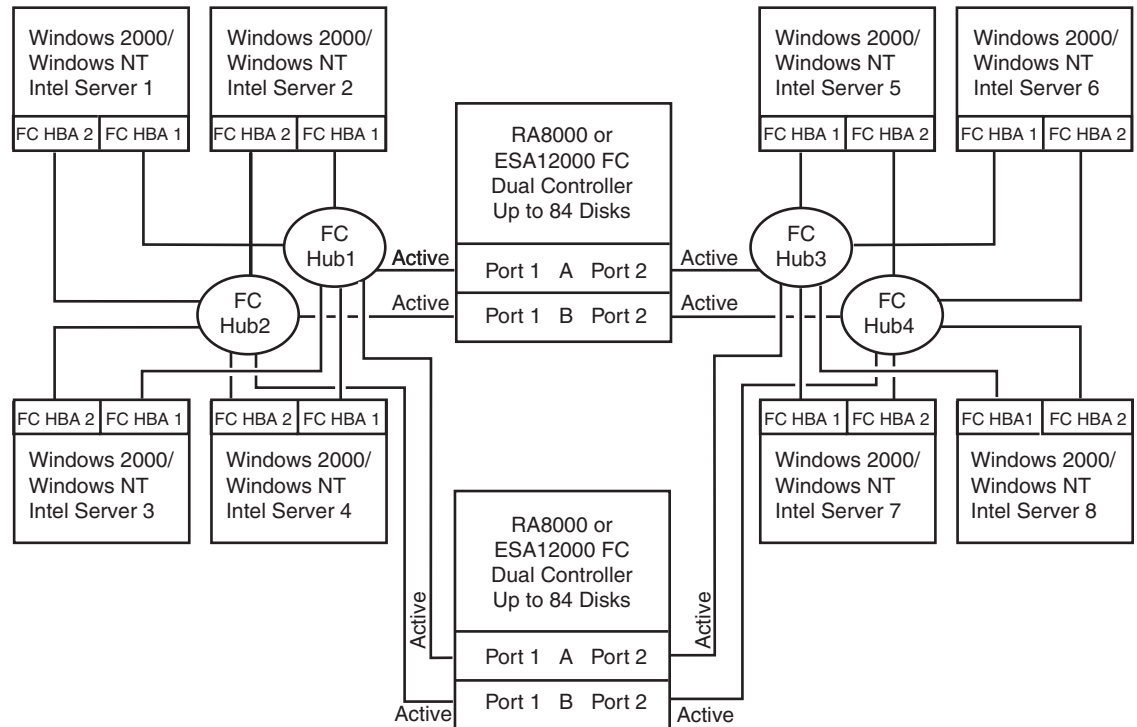 Windows 2000/
Windows NT
Intel Server 1
FC HBA 2 FC HBA 1
Windows 2000/
Windows NT
Intel Server 2
FC HBA 2 FC HBA 1
RA8000 or
ESA12000 FC
Dual Controller
Up to 84 Disks
Port 1 A Port 2
Port 1 B Port 2
Windows 2000/
Windows NT
Intel Server 5
FC HBA 1 FC HBA 2
Windows 2000/
Windows NT
Intel Server 6
FC HBA 1 FC HBA 2
FC
Hub1
Active
Active
FC
Hub2
Active
Active
FC
Hub3
FC
Hub4
FC HBA 2 FC HBA 1
Windows 2000/
Windows NT
Intel Server 3
FC HBA 2 FC HBA 1
Windows 2000/
Windows NT
Intel Server 4
FC HBA 1 FC HBA 2
Windows 2000/
Windows NT
Intel Server 7
FC HBA1 FC HBA 2
Windows 2000/
Windows NT
Intel Server 8
RA8000 or
ESA12000 FC
Dual Controller
Up to 84 Disks
Port 1 A Port 2
Port 1 B Port 2
Active
Active
Active
Active